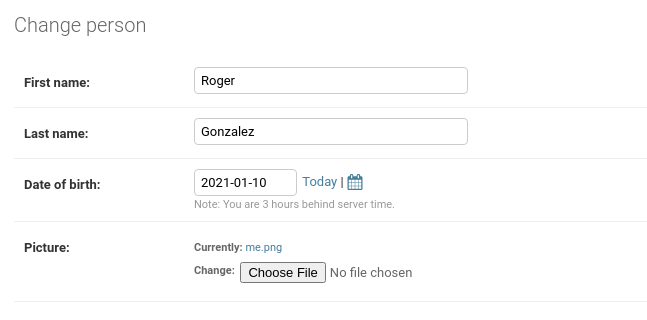 Change person
First name: Roger
Last name: Gonzalez
Date of birth: 2021-01-10 Today |
Note: You are 3 hours behind server time.
Picture: Currently: me.png
Change: Choose File No file chosen